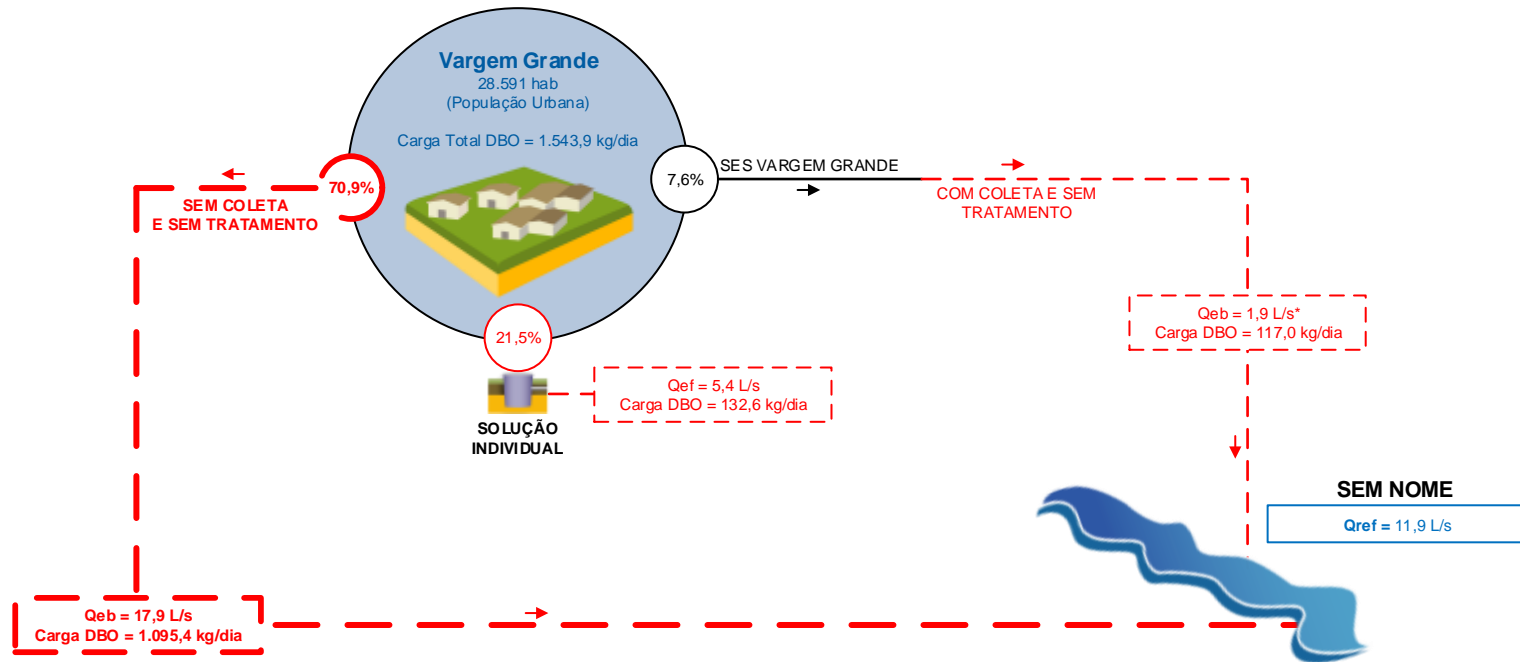 Vargem Grande
28.591 hab
(População Urbana)
Carga Total DBO = 1.543,9 kg/dia
70,9%
SEM COLETA
E SEM TRATAMENTO
7,6%
SES VARGEM GRANDE
COM COLETA E SEM
TRATAMENTO
21,5%
SOLUÇÃO
INDIVIDUAL
Qef = 5,4 L/s
Carga DBO = 132,6 kg/dia
Qeb = 1,9 L/s*
Carga DBO = 117,0 kg/dia
SEM NOME
Qref = 11,9 L/s
Qeb = 17,9 L/s
Carga DBO = 1.095,4 kg/dia